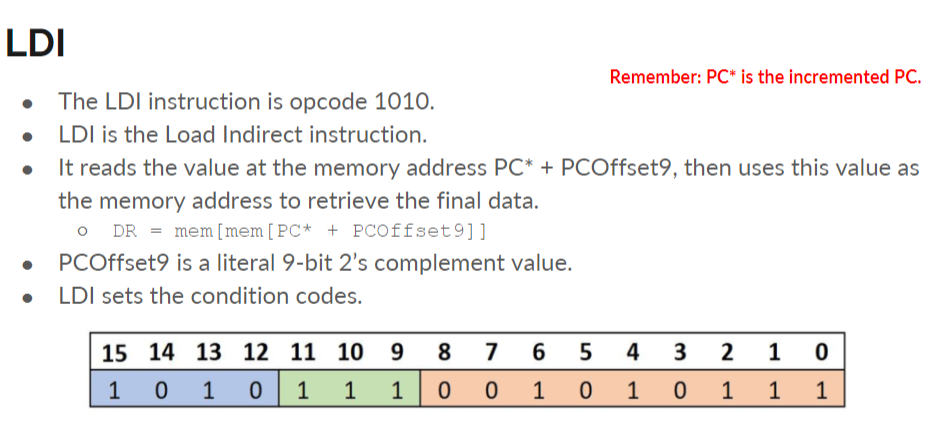 LDI
Remember: PC* is the incremented PC.
● The LDI instruction is opcode 1010.
● LDI is the Load Indirect instruction.
● It reads the value at the memory address PC* + PCOffset9, then uses this value as
the memory address to retrieve the final data.
○ DR = mem[mem[PC* + PCOffset9]]
● PCOffset9 is a literal 9-bit 2’s complement value.
● LDI sets the condition codes.
15 14 13 12 11 10 9 8 7 6 5 4 3 2 1 0
1 0 1 0 1 1 1 0 0 1 0 1 0 1 1 1